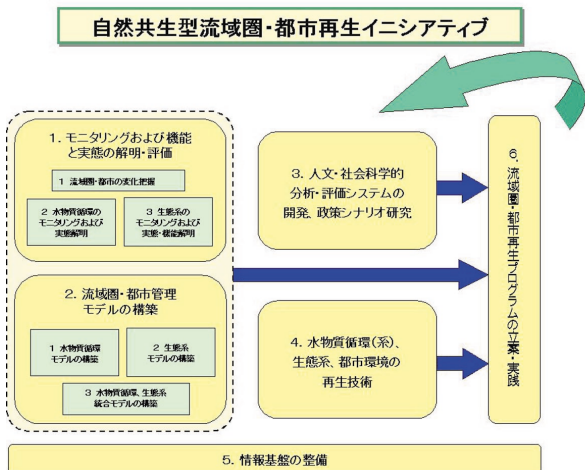 自然共生型流域圏・都市再生イニシアティブ
1. モニタリングおよび機能
と実態の解明・評価
1 流域圏・都市の変化把握
2 水物質循環の
モニタリングおよび
実態解明
3 生態系の
モニタリングおよび
実態・機能解明
2. 流域圏・都市管理
モデルの構築
1 水物質循環
モデルの構築
2 生態系
モデルの構築
3 水物質循環、生態系
統合モデルの構築
3. 人文・社会科学的
分析・評価システムの
開発、政策シナリオ研究
4. 水物質循環(系)、
生態系、都市環境の
再生技術
6. 流域圏・都市再生プログラムの立案・実践
5. 情報基盤の整備